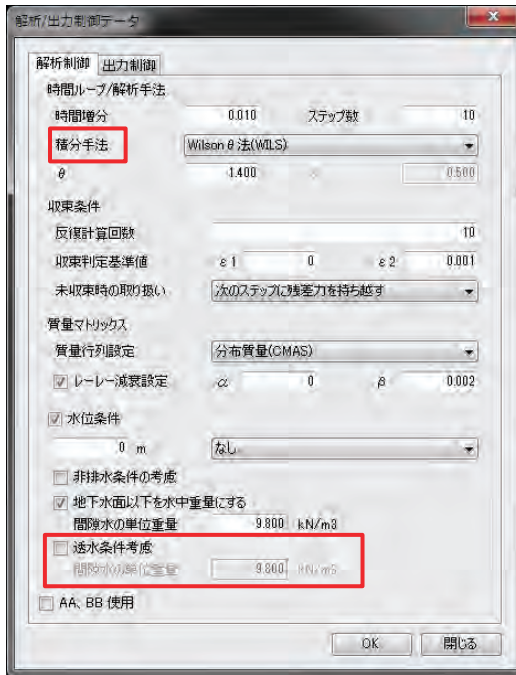 解析/出力制御データ
解析制御 出力制御
時間ループ/解析手法
時間増分 0.010 ステップ数 10
積分手法 Wilson θ 法(WILS)
θ 1.400 0.500
収束条件
反復計算回数 10
収束判定基準値 ε1 0 ε2 0.001
未収束時の取り扱い 次のステップに残差力を持ち越す
質量マトリックス
質量行列設定 分布質量(CMAS)
レーレー減衰設定 α 0 β 0.002
水位条件
0 m なし
非排水条件の考慮
地下水面以下を水中重量にする
間隙水の単位重量 9.800 kN/m3
透水条件考慮
間隙水の単位重量 9.800 kN/m3
AA、BB 使用
OK 閉じる